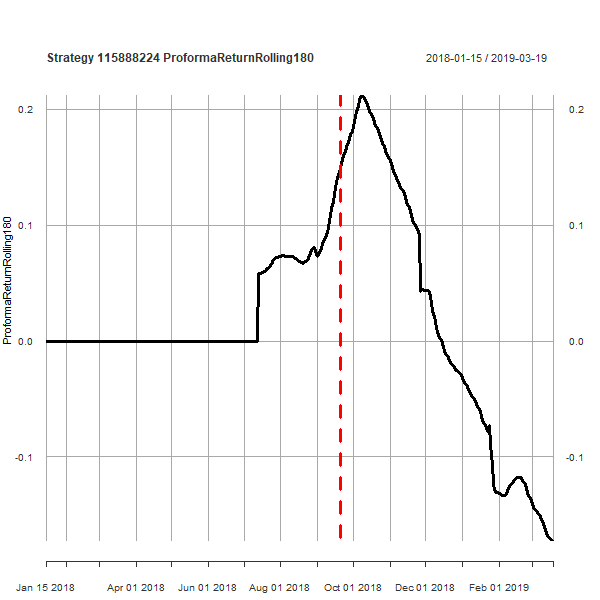 Strategy 115888224 ProformaReturnRolling180
2018-01-15 / 2019-03-19
ProformaReturnRolling180
0.2
0.1
0.0
-0.1
0.2
0.1
0.0
-0.1
Jan 15 2018
Apr 01 2018
Jun 01 2018
Aug 01 2018
Oct 01 2018
Dec 01 2018
Feb 01 2019